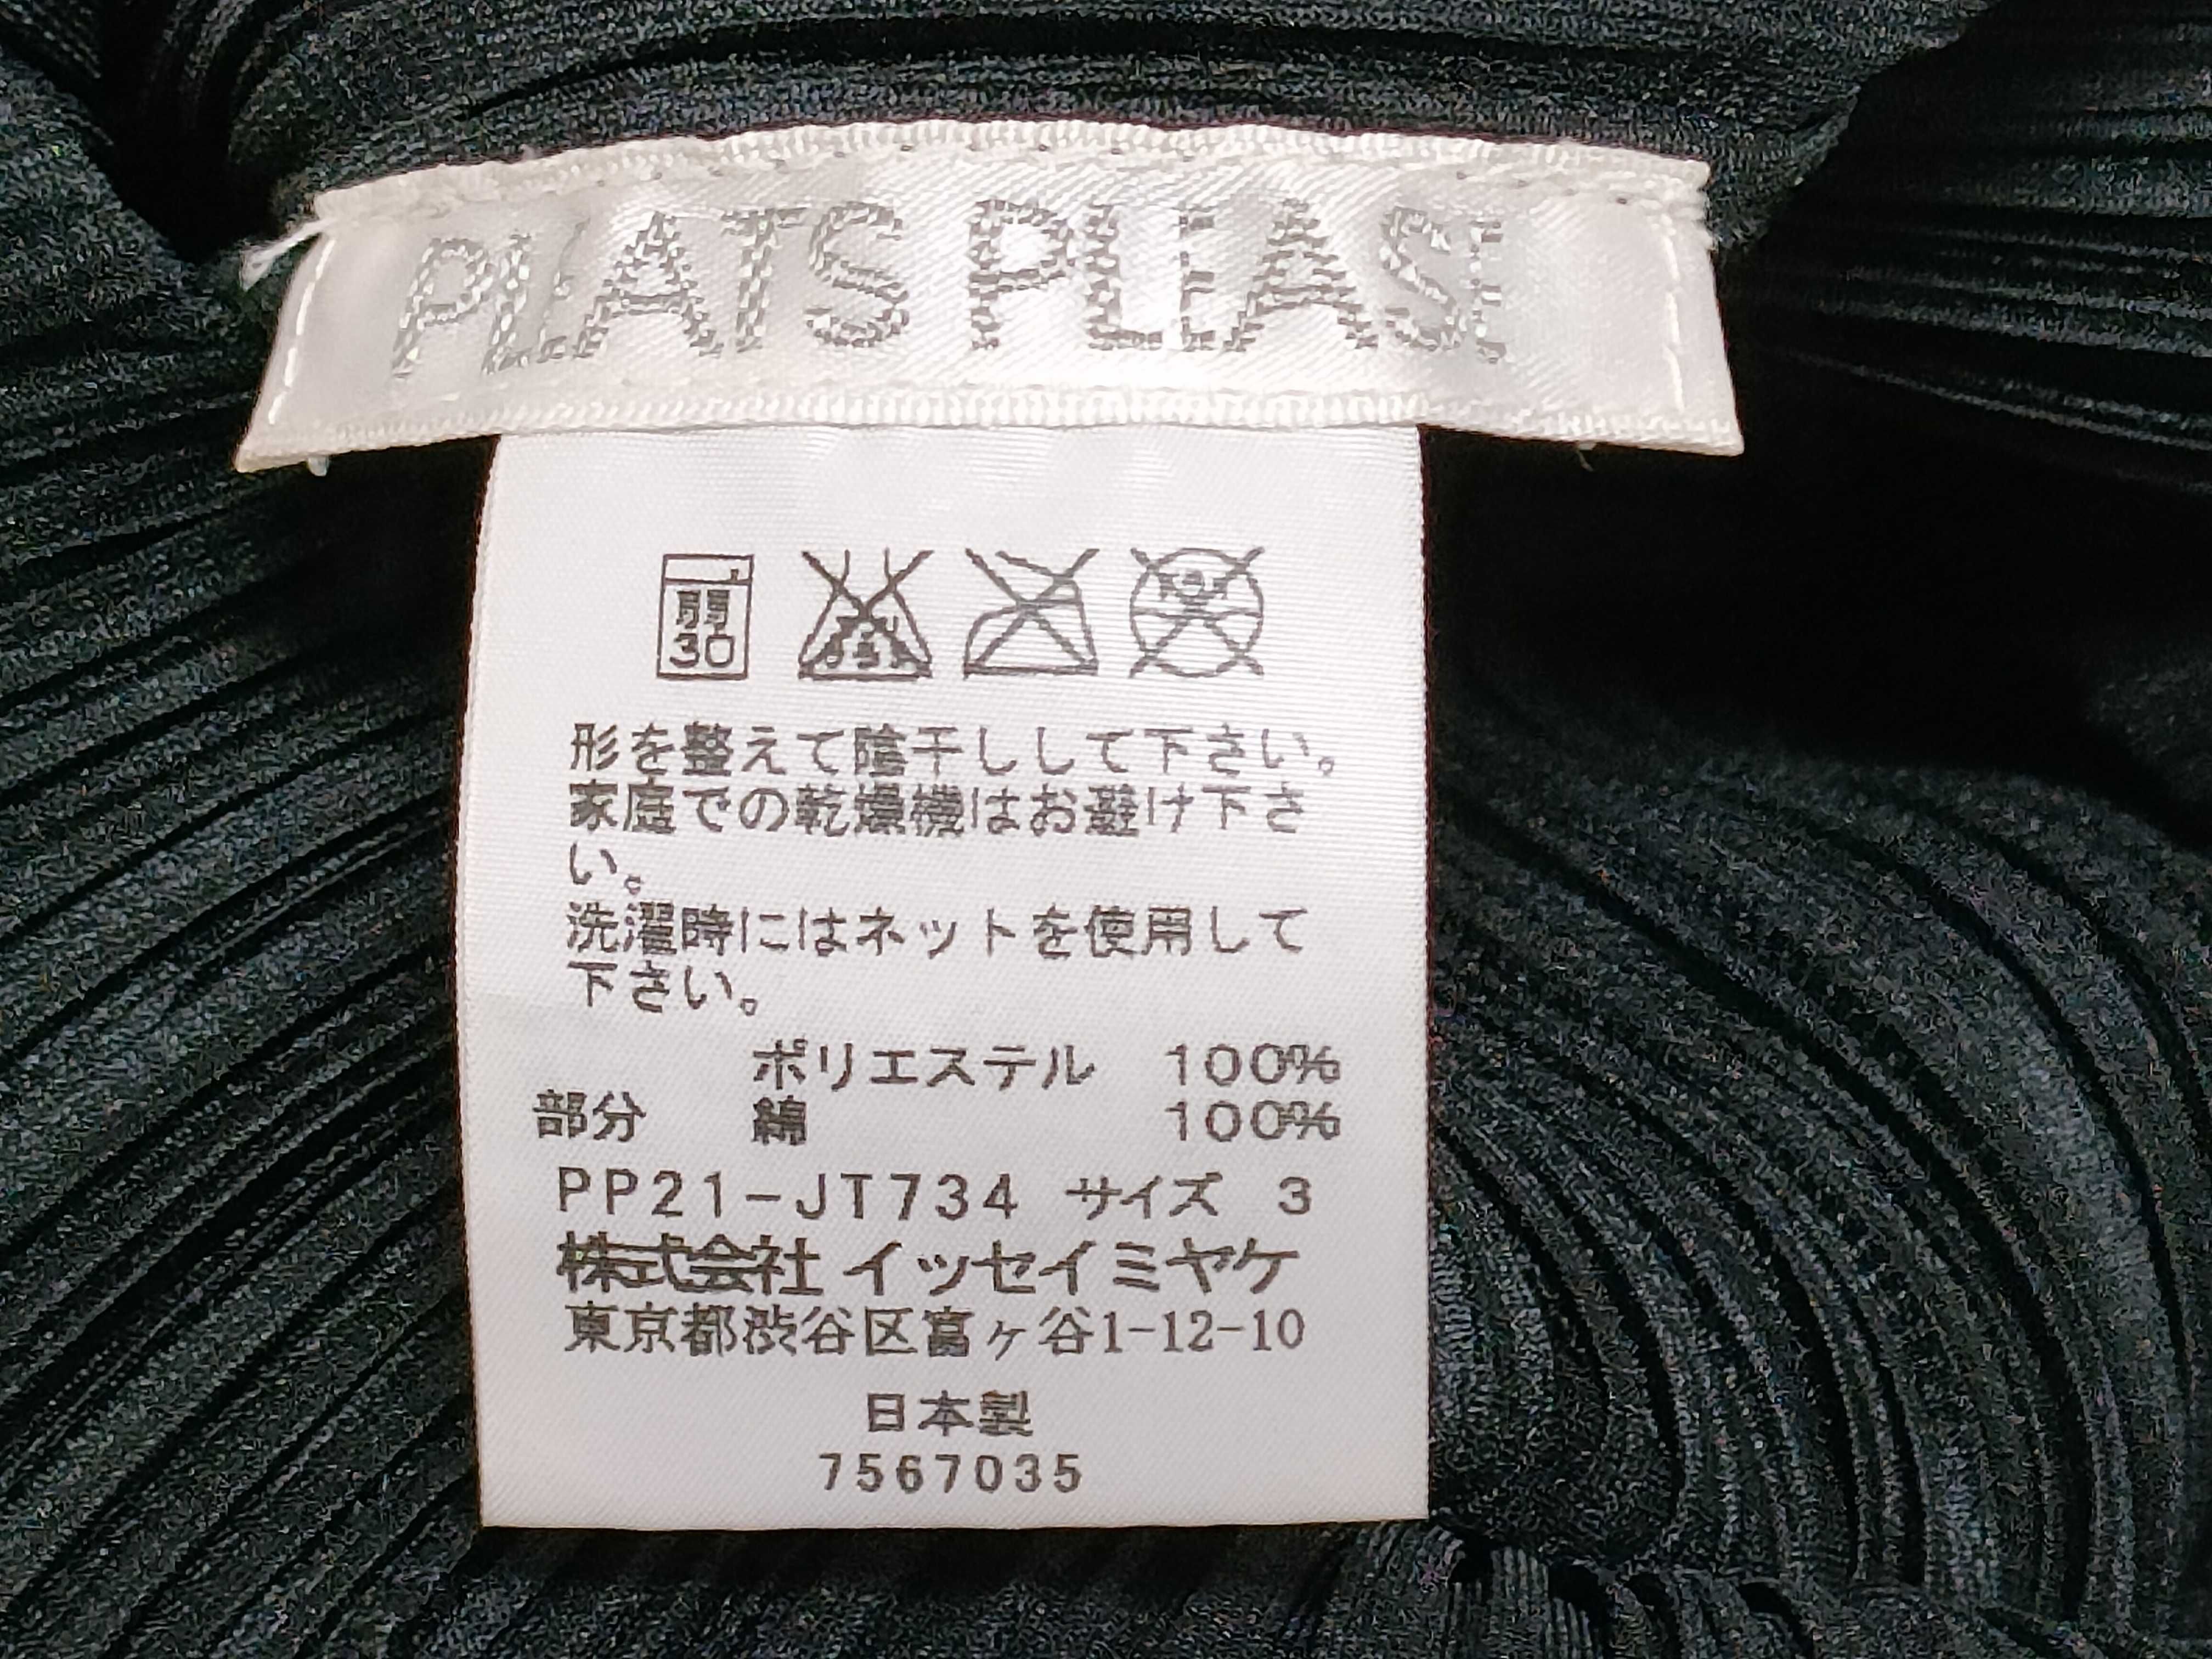 PLEATS PLEASE
弱
30
形を整えて陰干しして下さい。
家庭での乾燥機はお避け下さ
い。
洗濯時にはネットを使用して
下さい。
ポリエステル 100%
部分 綿 100%
PP21-JT734 サイズ 3
株式会社 イッセイミヤケ
東京都渋谷区富ヶ谷1-12-10
日本製
7567035